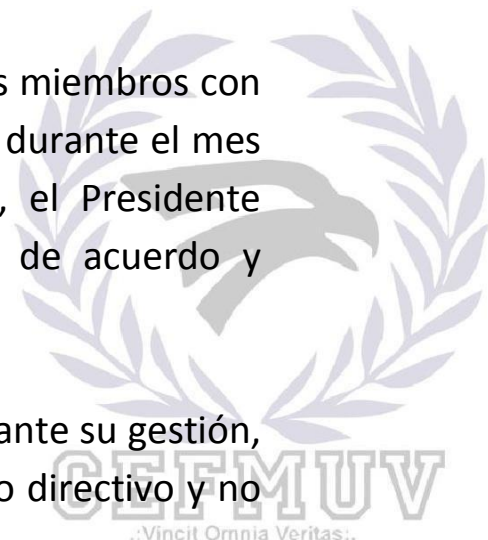 s miembros con
durante el mes
, el Presidente
de acuerdo y
ante su gestión,
o directivo y no
CEFMUV
.:Vincit Omnia Veritas:.